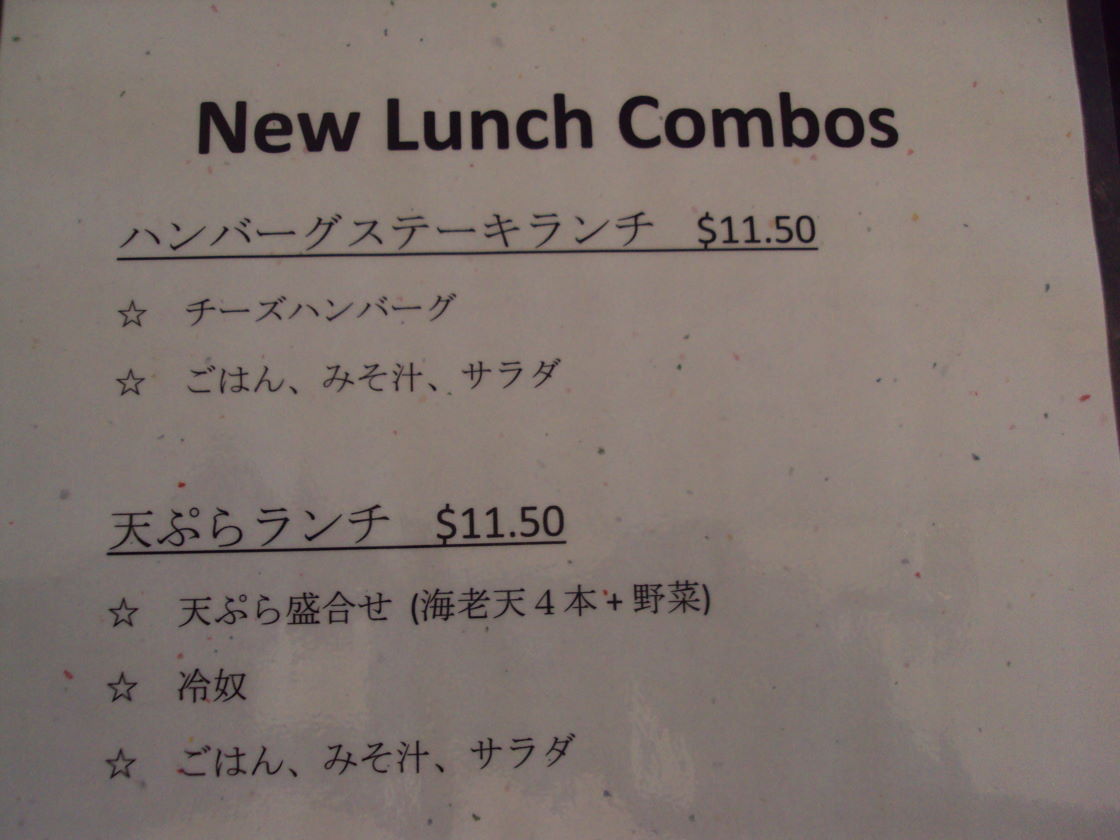 New Lunch Combos
ハンバーグステーキランチ $11.50
☆ チーズハンバーグ
☆ ごはん、みそ汁、サラダ
天ぷらランチ $11.50
☆ 天ぷら盛合せ (海老天４本+野菜)
☆ 冷奴
☆ ごはん、みそ汁、サラダ